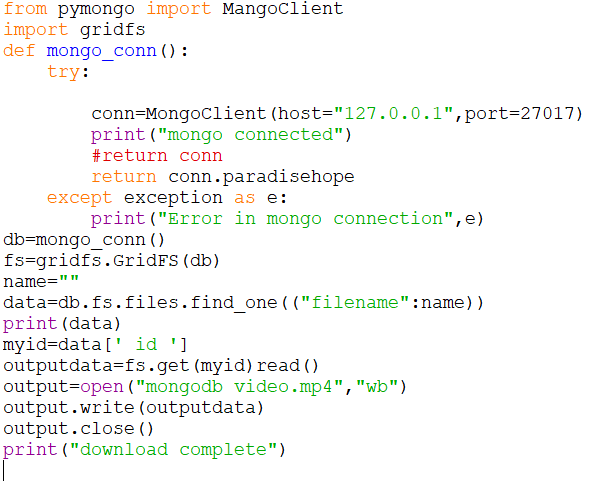 from pymongo import MangoClient
import gridfs
def mongo_conn():
    try:

        conn=MongoClient(host="127.0.0.1",port=27017)
        print("mongo connected")
        #return conn
        return conn.paradisehope
    except exception as e:
        print("Error in mongo connection",e)
db=mongo_conn()
fs=gridfs.GridFS(db)
name=""
data=db.fs.files.find_one(("filename":name))
print(data)
myid=data[' id ']
outputdata=fs.get(myid)read()
output=open("mongodb video.mp4","wb")
output.write(outputdata)
output.close()
print("download complete")